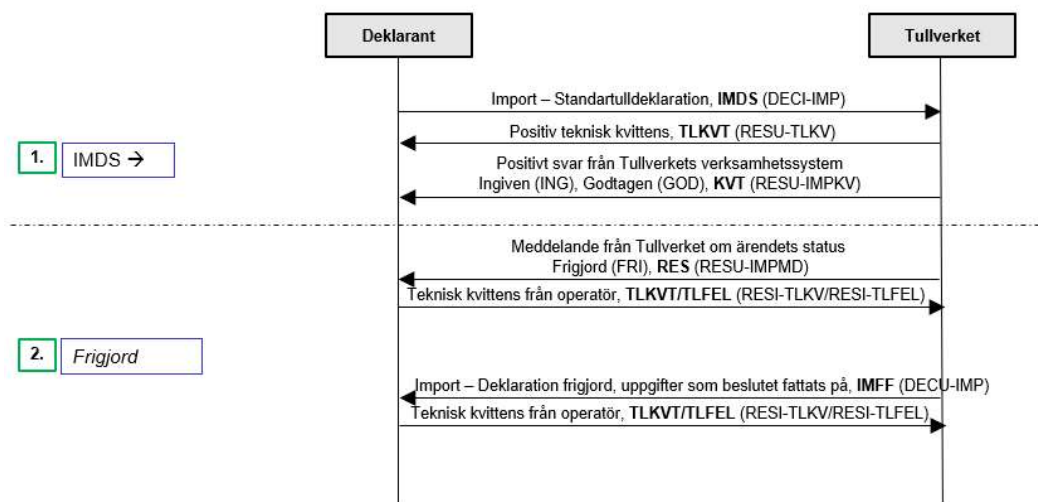 Deklarant
Tullverket
Import – Standartulldeklaration, IMDS (DECI-IMP)
Positiv teknisk kvittens, TLKVT (RESU-TLKV)
1.
IMDS →
Positivt svar från Tullverkets verksamhetssystem
Ingiven (ING), Godtagen (GOD), KVT (RESU-IMPKV)
Meddelande från Tullverket om ärendets status
Frigjord (FRI), RES (RESU-IMPMD)
Teknisk kvittens från operatör, TLKVT/TLFEL (RESI-TLKV/RESI-TLFEL)
2.
Frigjord
Import – Deklaration frigjord, uppgifter som beslutet fattats på, IMFF (DECU-IMP)
Teknisk kvittens från operatör, TLKVT/TLFEL (RESI-TLKV/RESI-TLFEL)